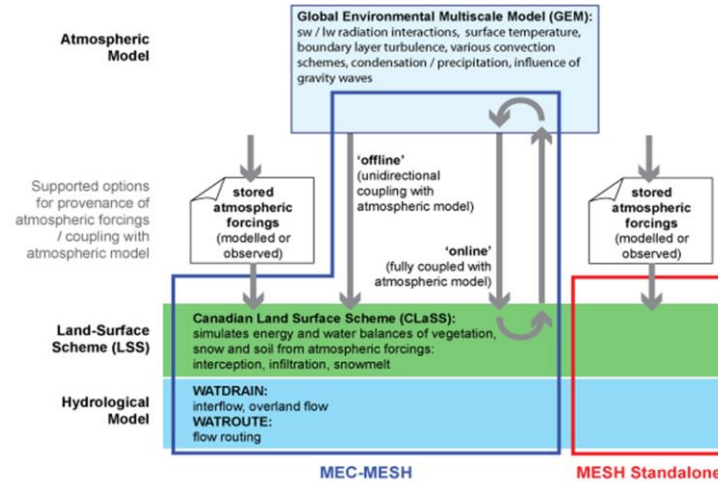 Atmospheric
Model
Global Environmental Multiscale Model (GEM):
sw / lw radiation interactions, surface temperature,
boundary layer turbulence, various convection
schemes, condensation / precipitation, influence of
gravity waves
Supported options
for provenance of
atmospheric forcings
/ coupling with
atmospheric model
stored
atmospheric
forcings
(modelled or
observed)
'offline'
(unidirectional
coupling with
atmospheric model)
'online'
(fully coupled with
atmospheric model)
stored
atmospheric
forcings
(modelled or
observed)
Land-Surface
Scheme (LSS)
Canadian Land Surface Scheme (CLaSS):
simulates energy and water balances of vegetation,
snow and soil from atmospheric forcings:
interception, infiltration, snowmelt
Hydrological
Model
WATDRAIN:
interflow, overland flow
WATROUTE:
flow routing
MEC-MESH
MESH Standalone